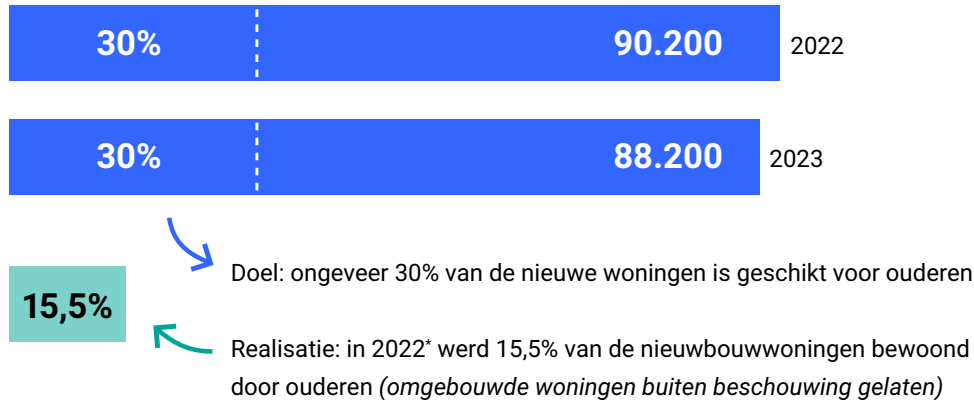 30% 90.200 2022
30% 88.200 2023
Doel: ongeveer 30% van de nieuwe woningen is geschikt voor ouderen
15,5%
Realisatie: in 2022* werd 15,5% van de nieuwbouwwoningen bewoond
door ouderen (omgebouwde woningen buiten beschouwing gelaten)